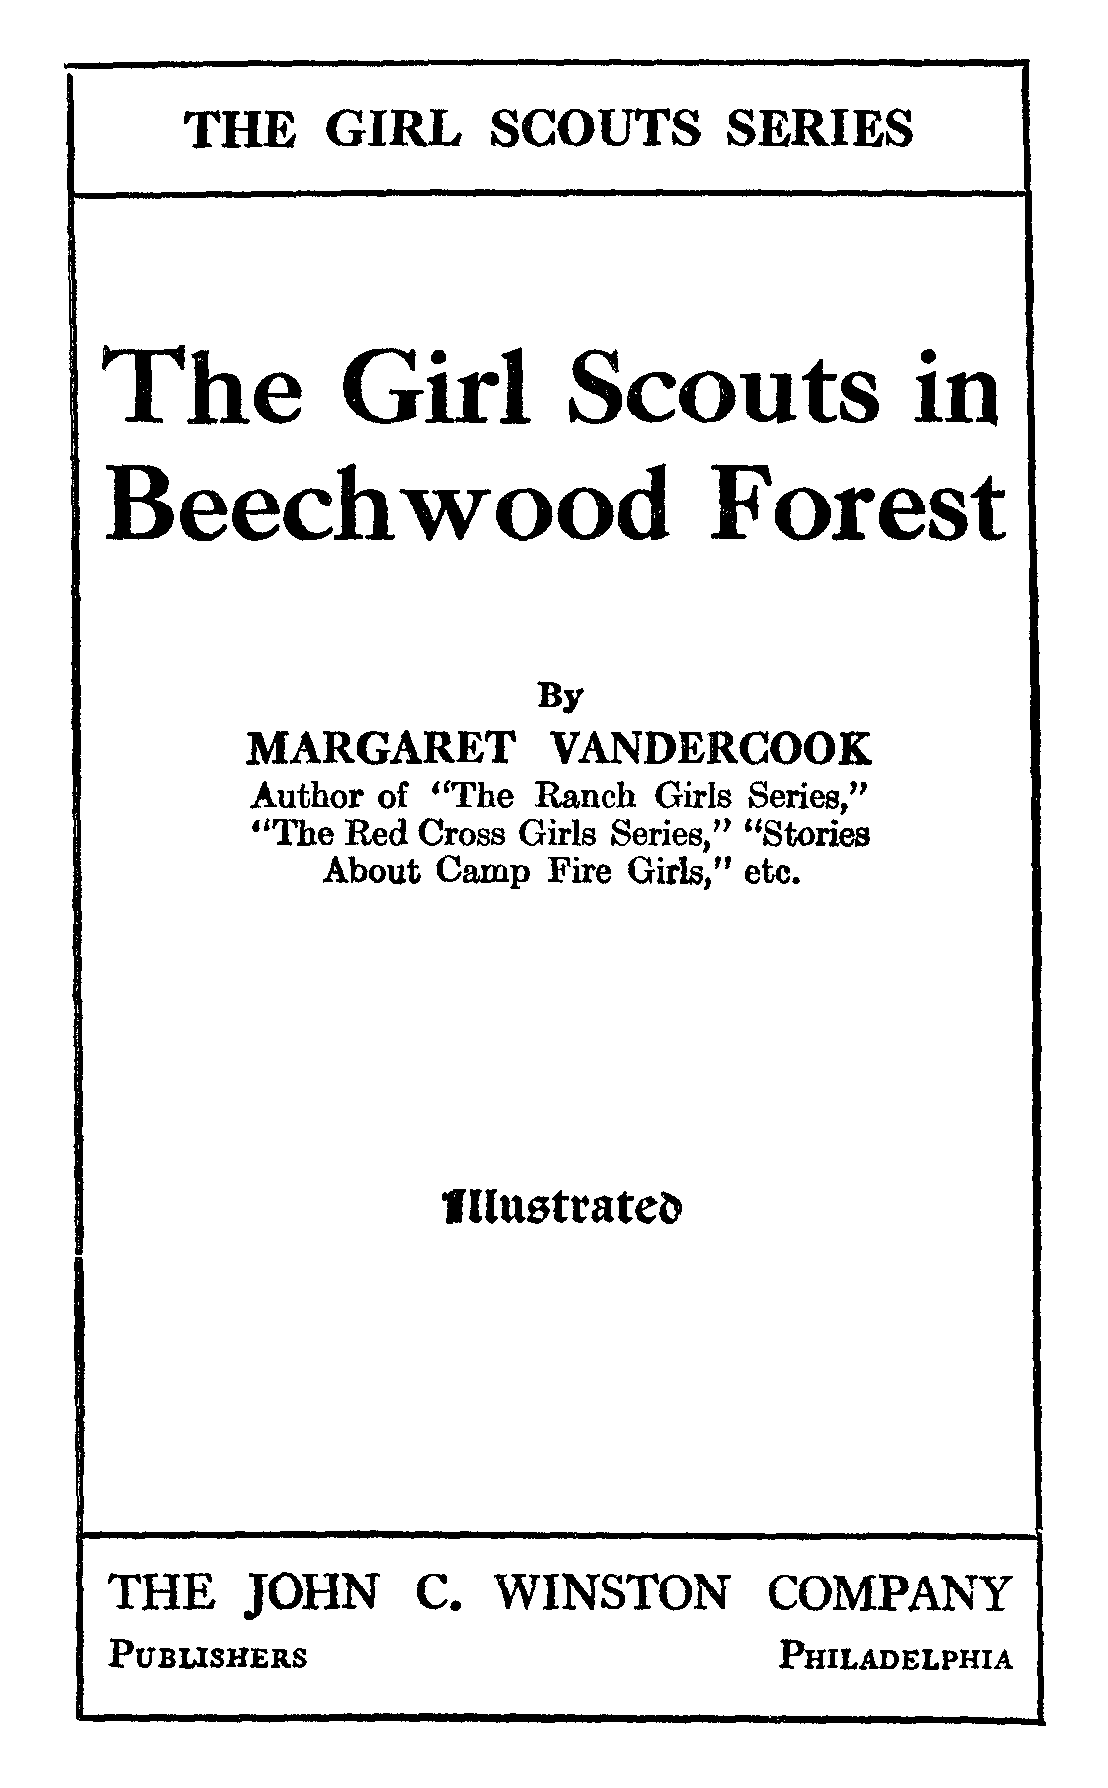 THE GIRL SCOUTS SERIES
The Girl Scouts in
Beechwood Forest
By
MARGARET VANDERCOOK
Author of “The Ranch Girls Series,”
“The Red Cross Girls Series,” “Stories
About Camp Fire Girls,” etc.
Illustrated
THE JOHN C. WINSTON COMPANY
PUBLISHERS PHILADELPHIA